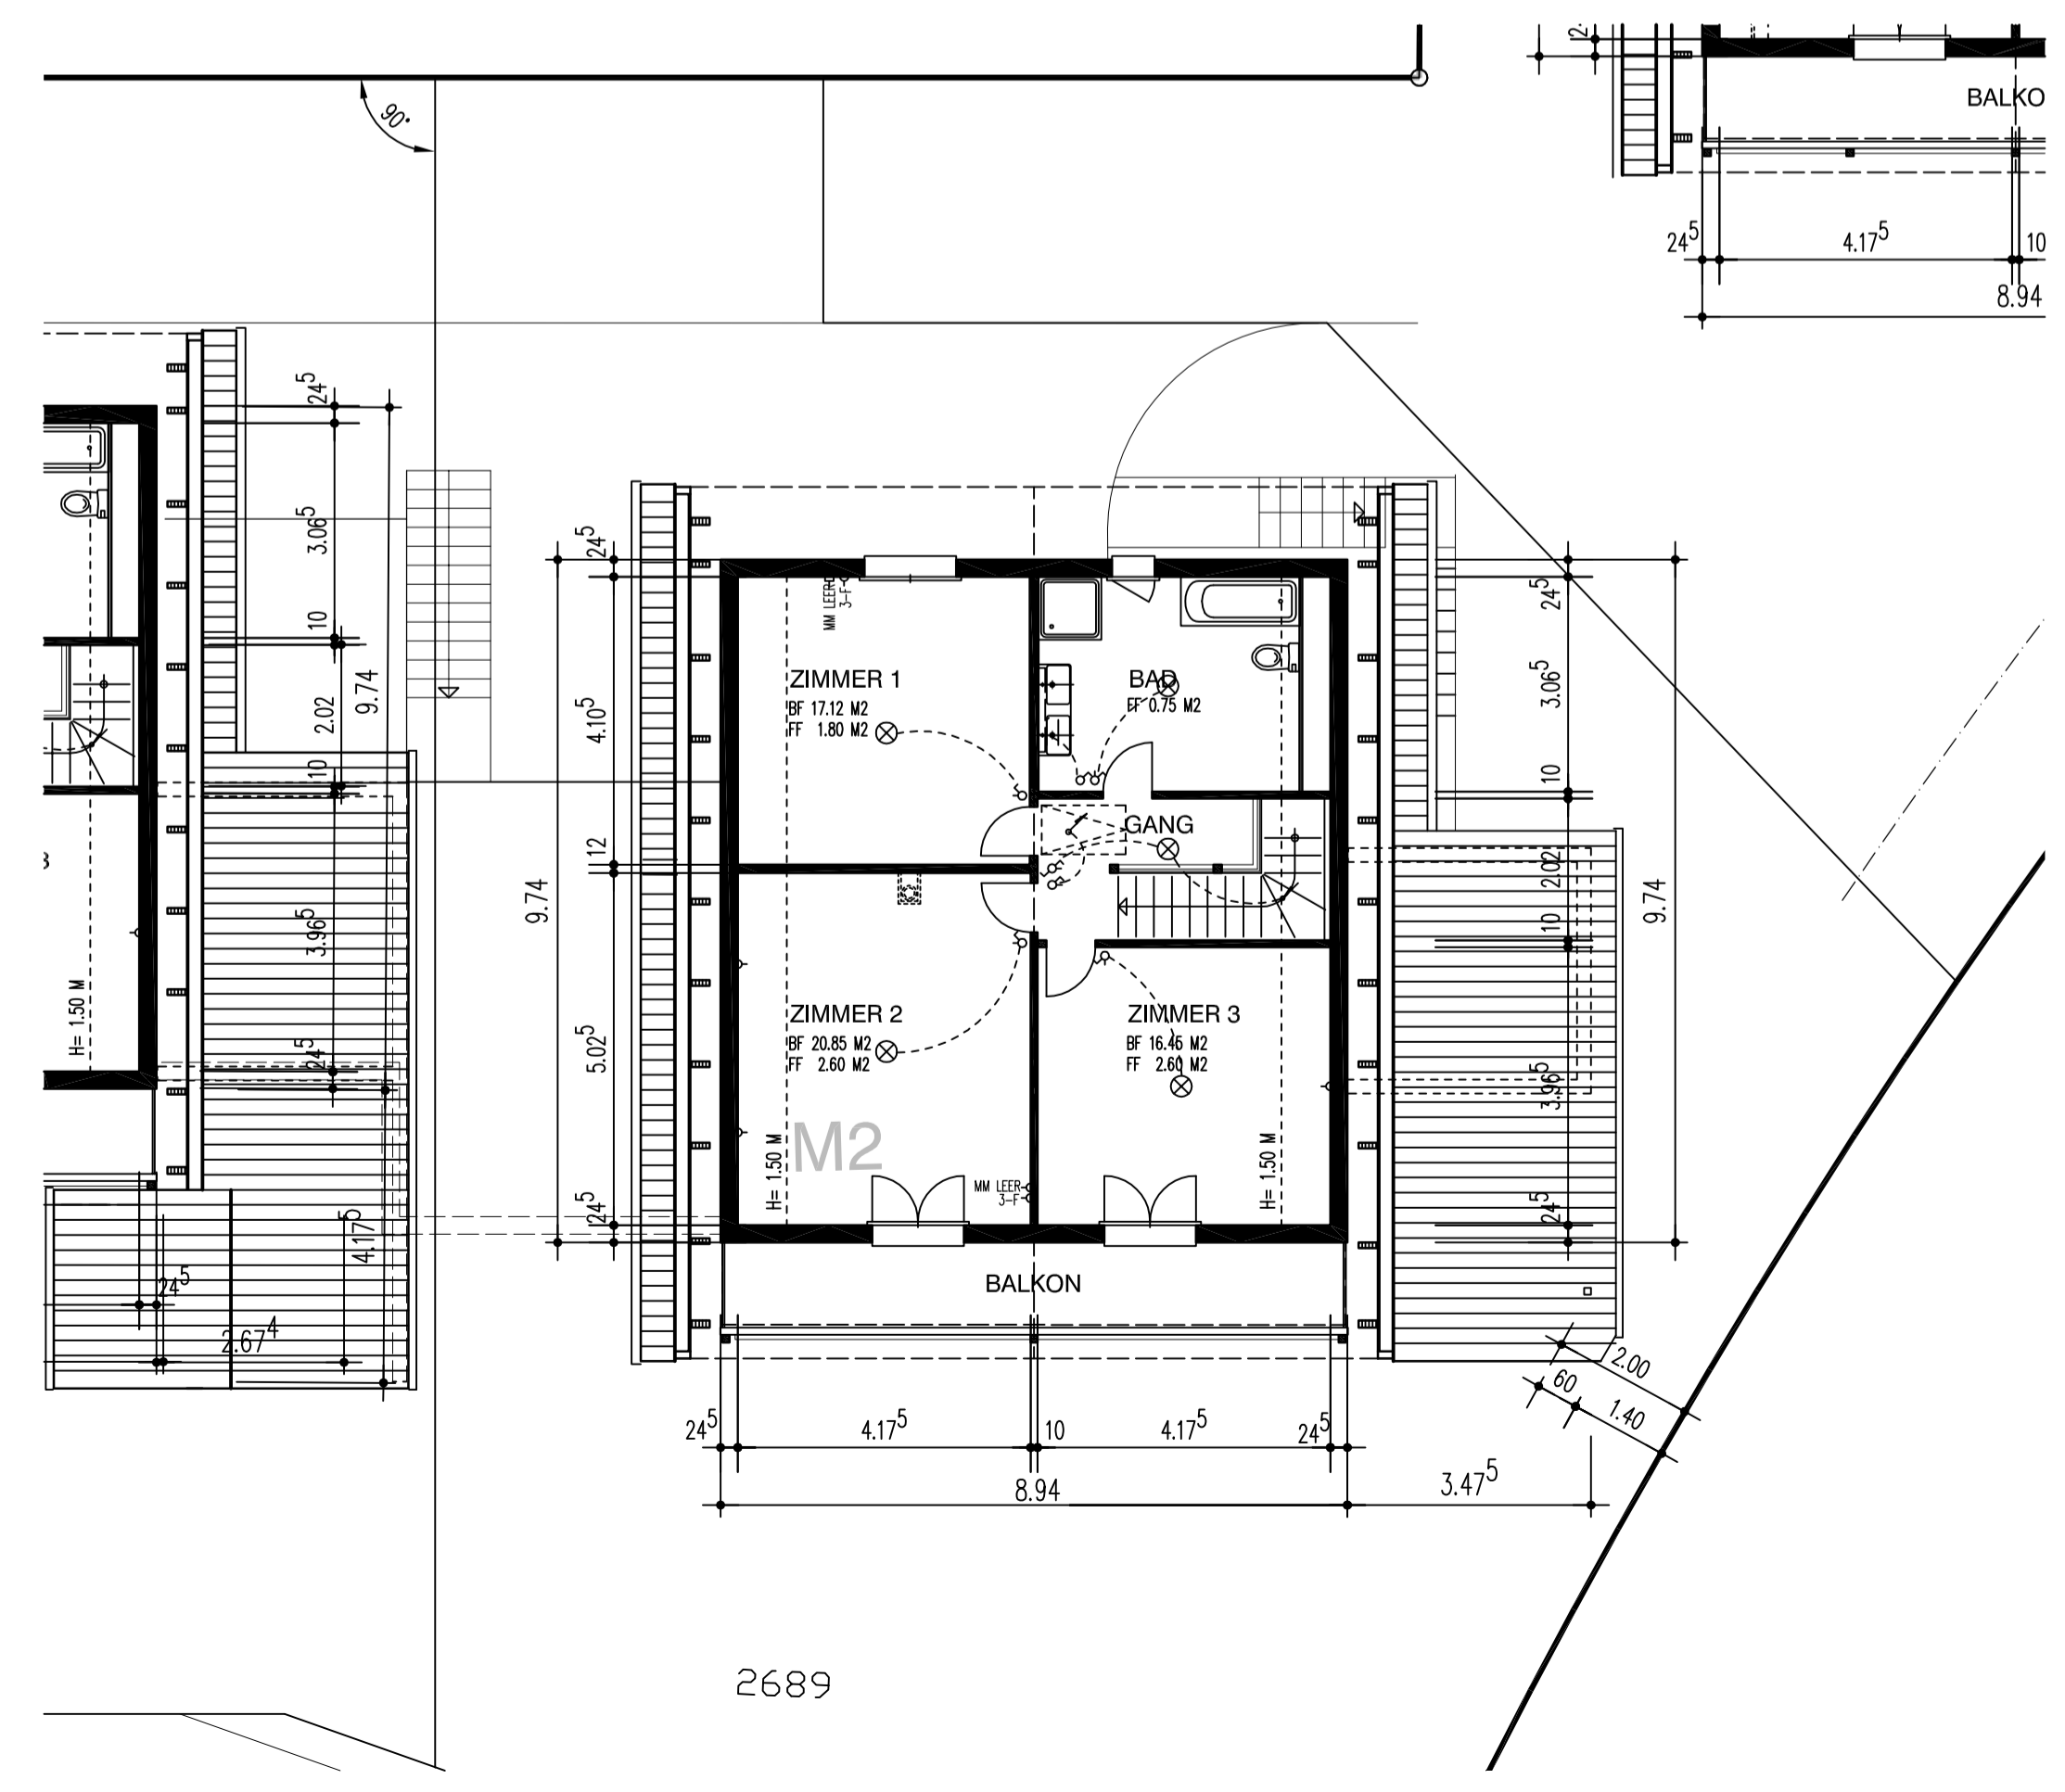 2
BALKO
24⁵
4.17⁵
10
8.94
90°
24⁵
3.06⁵
10
2.02
9.74
10
3.96⁵
H= 1.50 M
24⁵
4.17⁵
24⁵
2.67⁴
24⁵
4.10⁵
12
9.74
5.02⁵
24⁵
MM LEER
3-F
ZIMMER 1
BF 17.12 M2
FF 1.80 M2
BAD
FF 0.75 M2
GANG
ZIMMER 2
BF 20.85 M2
FF 2.60 M2
ZIMMER 3
BF 16.45 M2
FF 2.60 M2
M2
H= 1.50 M
MM LEER
3-F
H= 1.50 M
BALKON
24⁵
3.06⁵
10
2.02
9.74
10
3.96⁵
24⁵
2.00
60
1.40
24⁵
4.17⁵
10
4.17⁵
24⁵
8.94
3.47⁵
2689